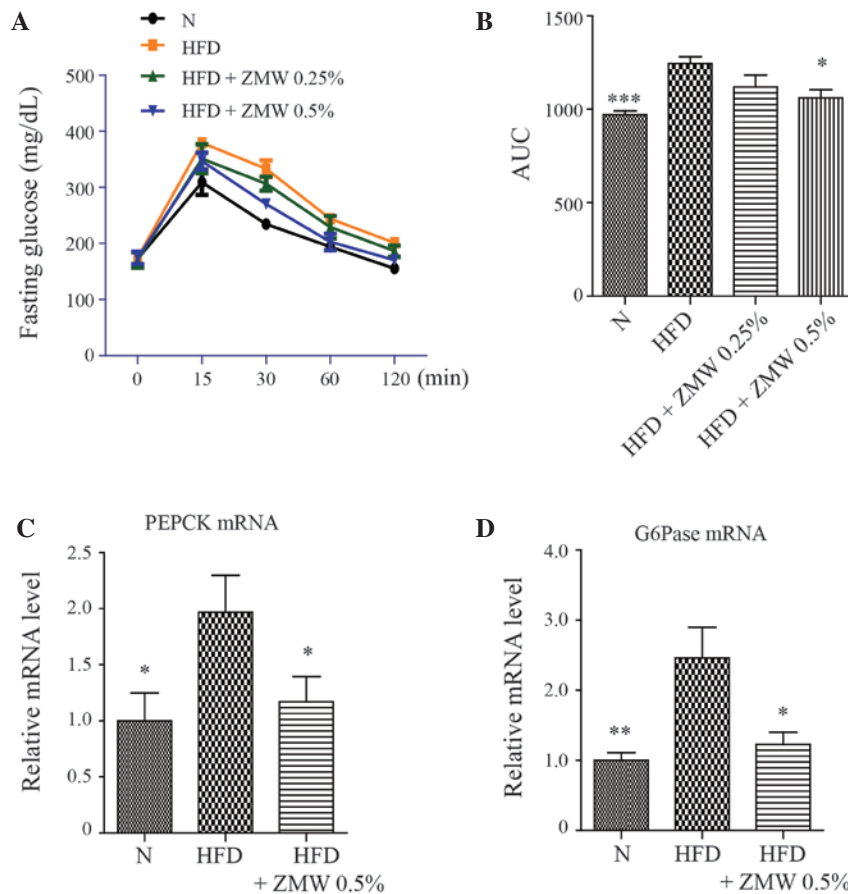 A
N
HFD
HFD + ZMW 0.25%
HFD + ZMW 0.5%
Fasting glucose (mg/dL)
500
400
300
200
100
0
0 15 30 60 120 (min)
B
AUC
1500
1000
500
0
***
*
N
HFD
HFD + ZMW 0.25%
HFD + ZMW 0.5%
C
PEPCK mRNA
Relative mRNA level
2.5
2.0
1.5
1.0
0.5
0
*
*
N HFD HFD
+ ZMW 0.5%
D
G6Pase mRNA
Relative mRNA level
4.0
3.0
2.0
1.0
0.0
**
*
N HFD HFD
+ ZMW 0.5%